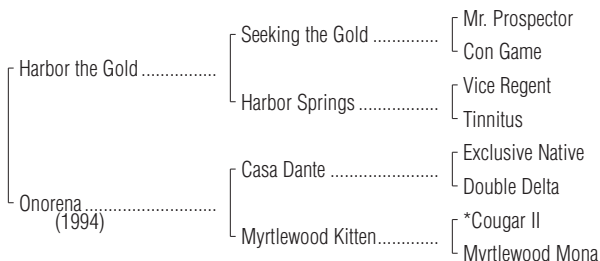 Mr. Prospector
Seeking the Gold ..............
Con Game
Harbor the Gold ................
Vice Regent
Harbor Springs .................
Tinnitus
Exclusive Native
Casa Dante .......................
Double Delta
Onorena............................
(1994)
*Cougar II
Myrtlewood Kitten.............
Myrtlewood Mona